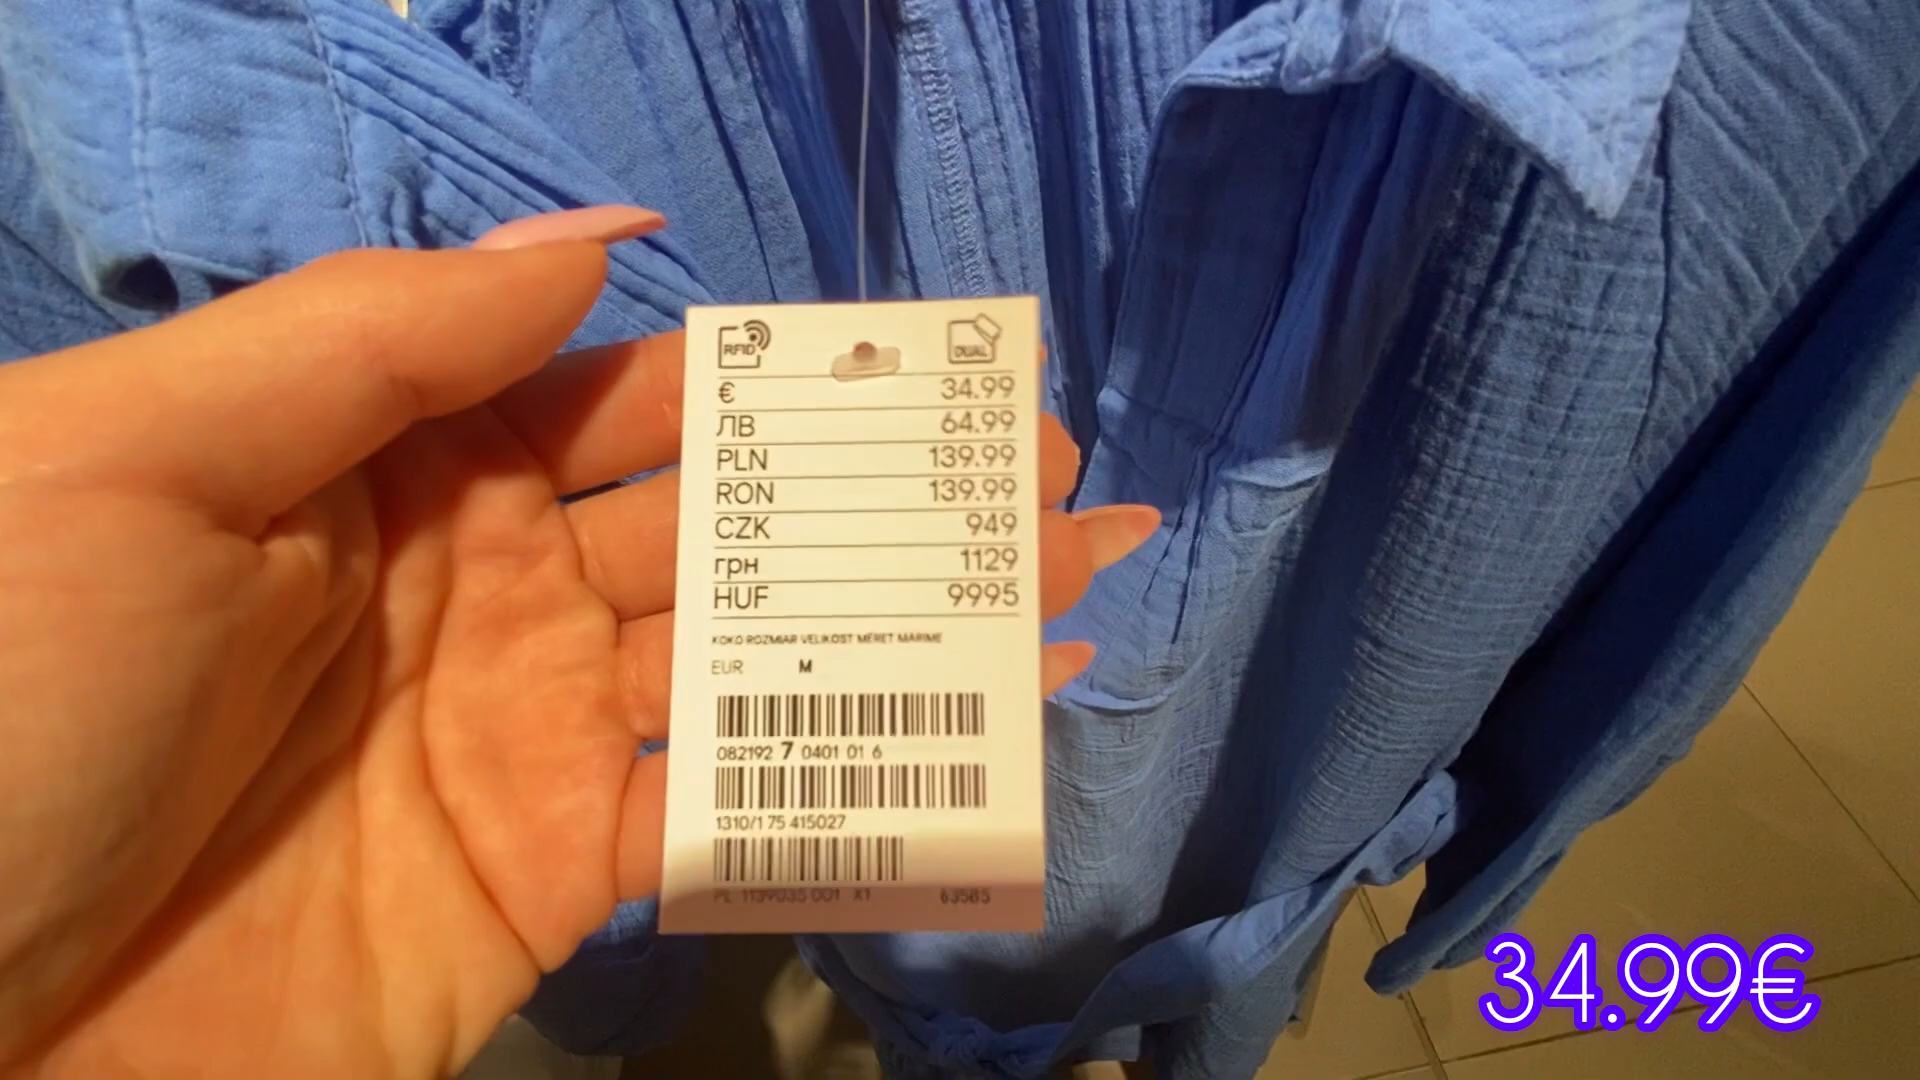 RFID
DUAL
€ 34.99
ЛВ 64.99
PLN 139.99
RON 139.99
CZK 949
грн 1129
HUF 9995
KOKO ROZMIAR VELIKOST MERET MARIME
EUR M
082192 7 0401 01 6
1310/1 75 415027
PL 1139035 001 X1 63585
34.99€